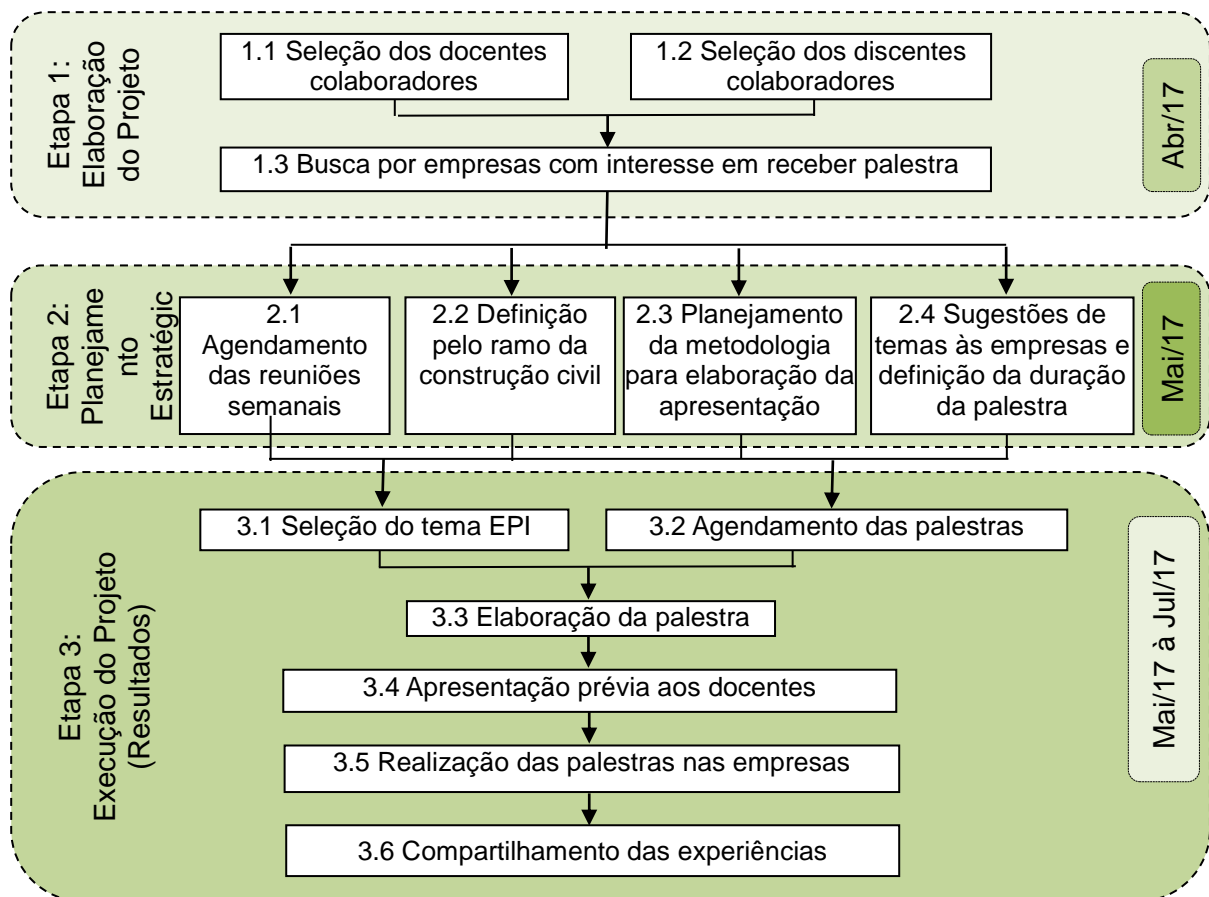 Etapa 1:
Elaboração
do Projeto
1.1 Seleção dos docentes
colaboradores
1.2 Seleção dos discentes
colaboradores
1.3 Busca por empresas com interesse em receber palestra
Abr/17
Etapa 2:
Planejame
nto
Estratégic
2.1
Agendamento
das reuniões
semanais
2.2 Definição
pelo ramo da
construção civil
2.3 Planejamento
da metodologia
para elaboração da
apresentação
2.4 Sugestões de
temas às empresas e
definição da duração
da palestra
Mai/17
Etapa 3:
Execução do Projeto
(Resultados)
3.1 Seleção do tema EPI
3.2 Agendamento das palestras
3.3 Elaboração da palestra
3.4 Apresentação prévia aos docentes
3.5 Realização das palestras nas empresas
3.6 Compartilhamento das experiências
Mai/17 à Jul/17